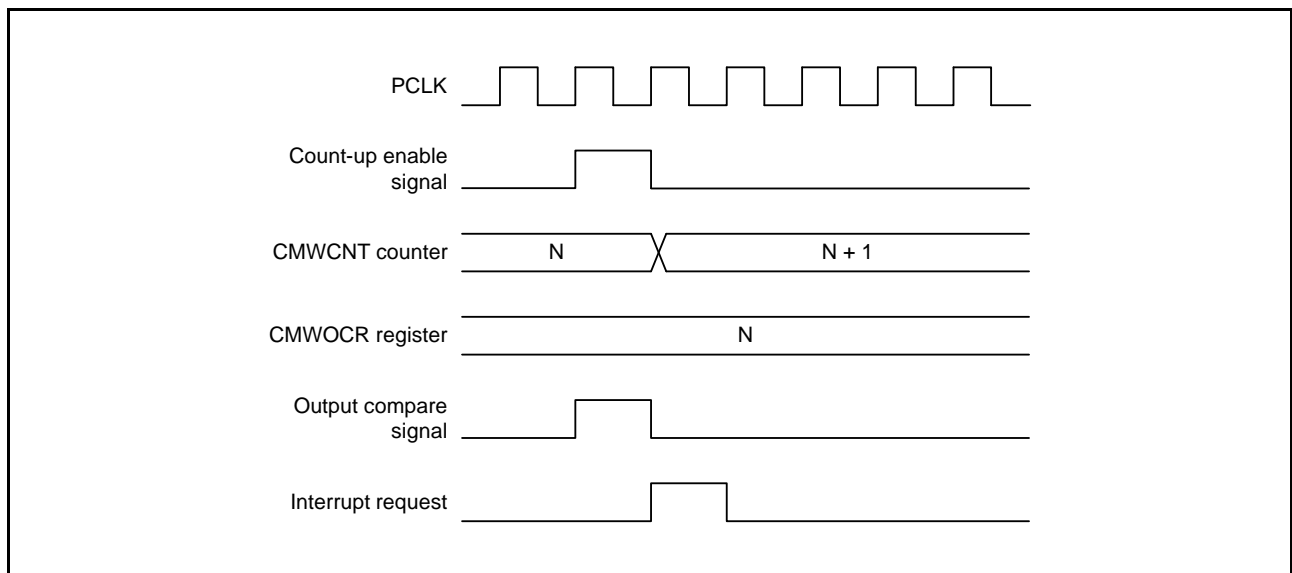 PCLK
Count-up enable
signal
CMWCNT counter
N
N + 1
CMWOCR register
N
Output compare
signal
Interrupt request